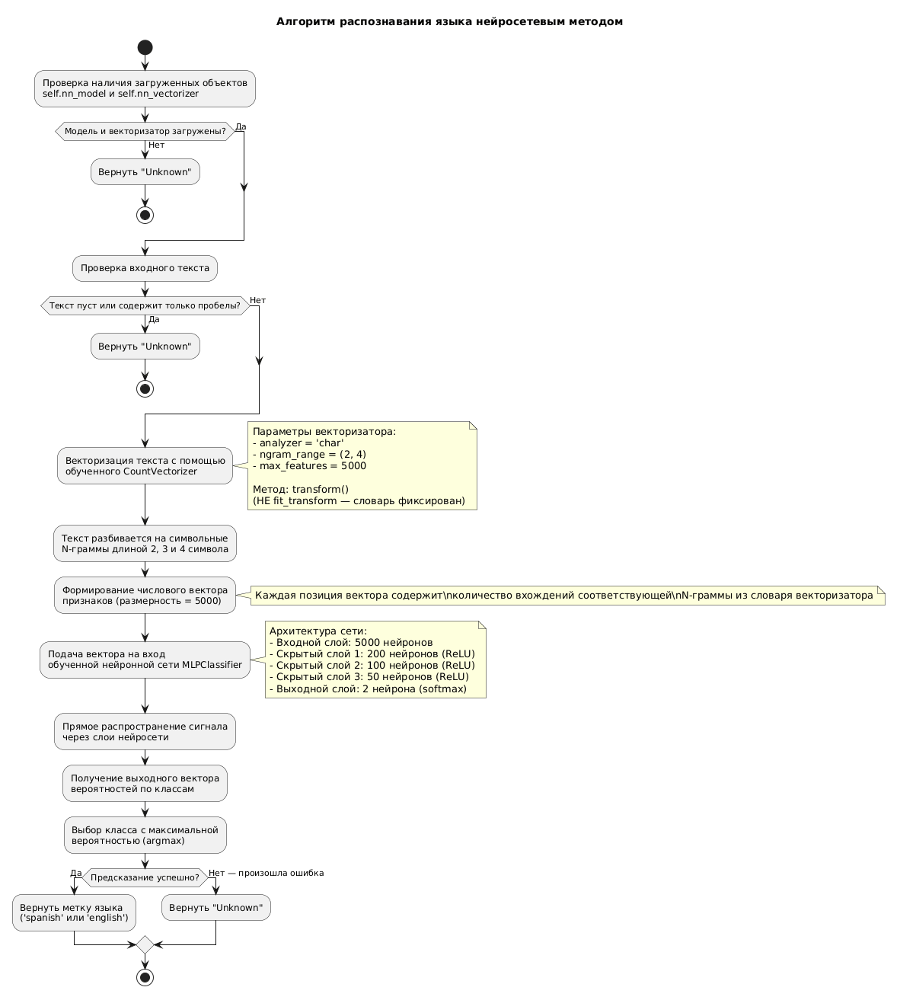 Алгоритм распознавания языка нейросетевым методом
Проверка наличия загруженных объектов
self.nn_model и self.nn_vectorizer
Модель и векторизатор загружены?
Да
Нет
Вернуть "Unknown"
Проверка входного текста
Текст пуст или содержит только пробелы?
Нет
Да
Вернуть "Unknown"
Векторизация текста с помощью
обученного CountVectorizer
Параметры векторизатора:
- analyzer = 'char'
- ngram_range = (2, 4)
- max_features = 5000
Метод: transform()
(НЕ fit_transform — словарь фиксирован)
Текст разбивается на символьные
N-граммы длиной 2, 3 и 4 символа
Формирование числового вектора
признаков (размерность = 5000)
Каждая позиция вектора содержит\nколичество вхождений соответствующей\nN-граммы из словаря векторизатора
Подача вектора на вход
обученной нейронной сети MLPClassifier
Архитектура сети:
- Входной слой: 5000 нейронов
- Скрытый слой 1: 200 нейронов (ReLU)
- Скрытый слой 2: 100 нейронов (ReLU)
- Скрытый слой 3: 50 нейронов (ReLU)
- Выходной слой: 2 нейрона (softmax)
Прямое распространение сигнала
через слои нейросети
Получение выходного вектора
вероятностей по классам
Выбор класса с максимальной
вероятностью (argmax)
Предсказание успешно?
Да
Нет — произошла ошибка
Вернуть метку языка
('spanish' или 'english')
Вернуть "Unknown"